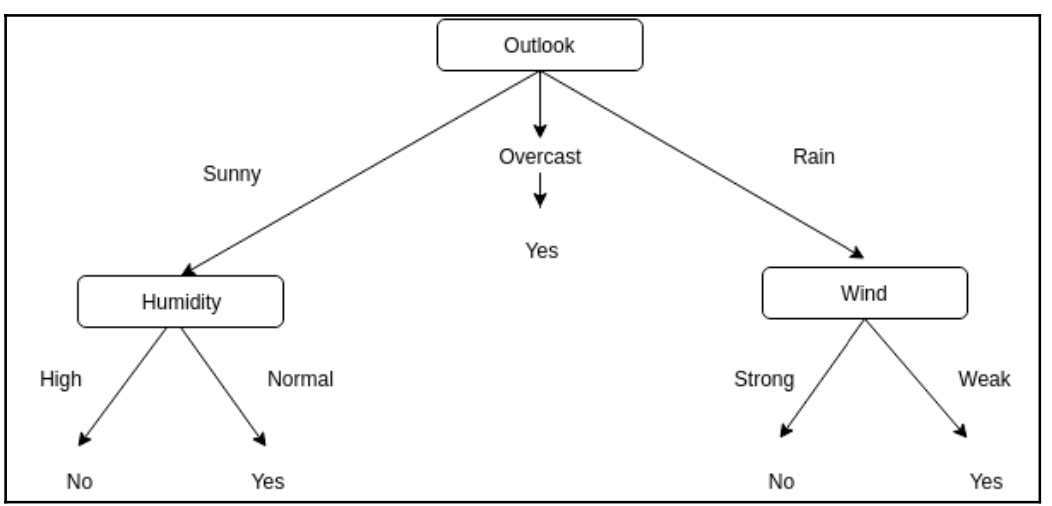 Outlook
Sunny
Overcast
Rain
Yes
Humidity
Wind
High
Normal
Strong
Weak
No
Yes
No
Yes